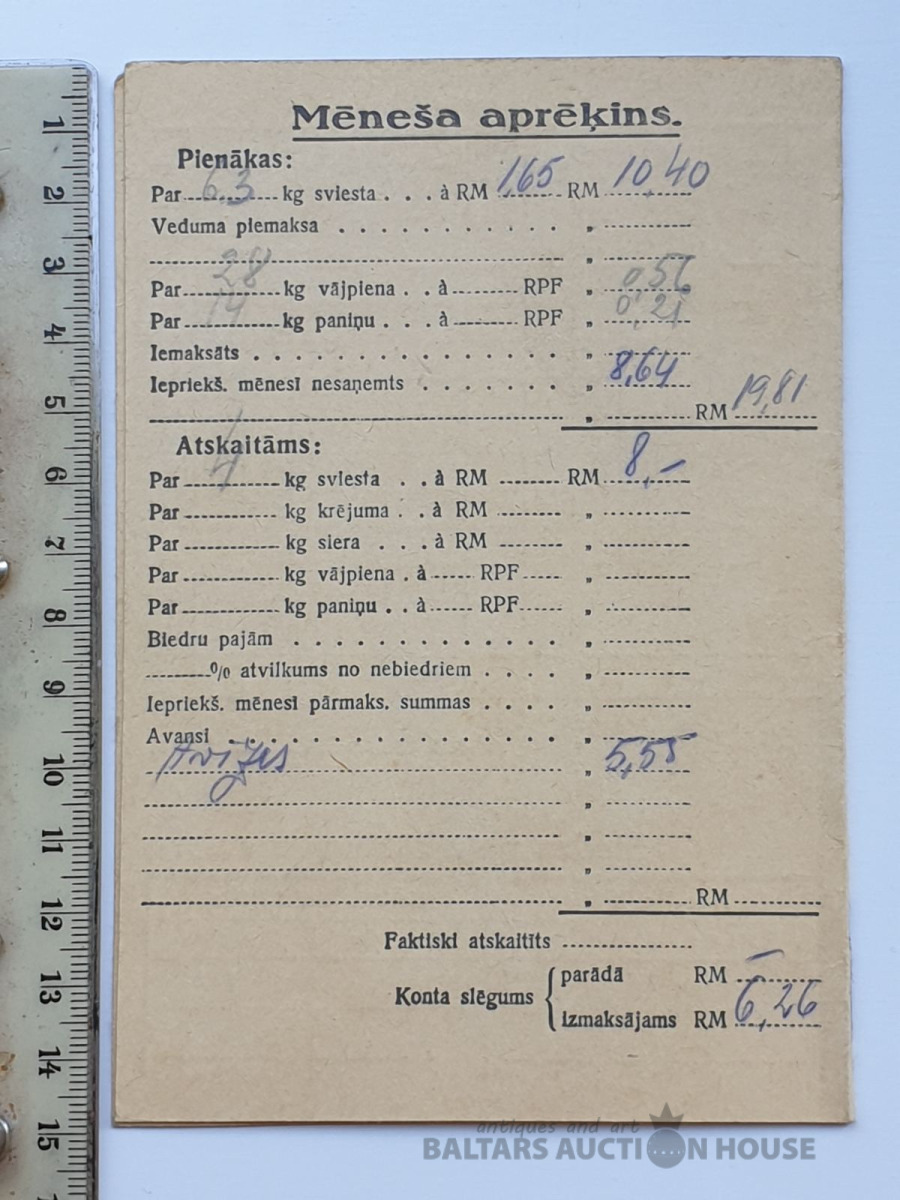 Mēneša aprēķins.
Pienākas:
Par 6,3 kg sviesta . . . à RM 1,65 RM 10,40
Veduma piemaksa . . . . . . . . . . . „
„
Par 28 kg vājpiena . . à RPF „ 0,56
Par 14 kg paniņu . . . à RPF „ 0,21
Iemaksāts . . . . . . . . . . . . . . . „
Iepriekš. mēnesī nesaņemts . . . . . . . „ 8,64
„ RM 19,81
Atskaitāms:
Par 4 kg sviesta . . à RM RM 8,–
Par kg krējuma . . à RM „
Par kg siera . . . à RM „
Par kg vājpiena . à RPF „
Par kg paniņu . . à RPF „
Biedru pajām . . . . . . . . . . . . . „
% atvilkums no nebiedriem . . . . „
Iepriekš. mēnesī pārmaks. summas . . . . „
Avansi . . . . . . . . . . . . . . . „
Avīzes „ 5,55
„
„
„
„ RM
Faktiski atskaitīts
Konta slēgums { parādā RM –
izmaksājams RM 6,26
1
2
3
4
5
6
7
8
9
10
11
12
13
14
15
antiques and art
BALTARS AUCTION HOUSE